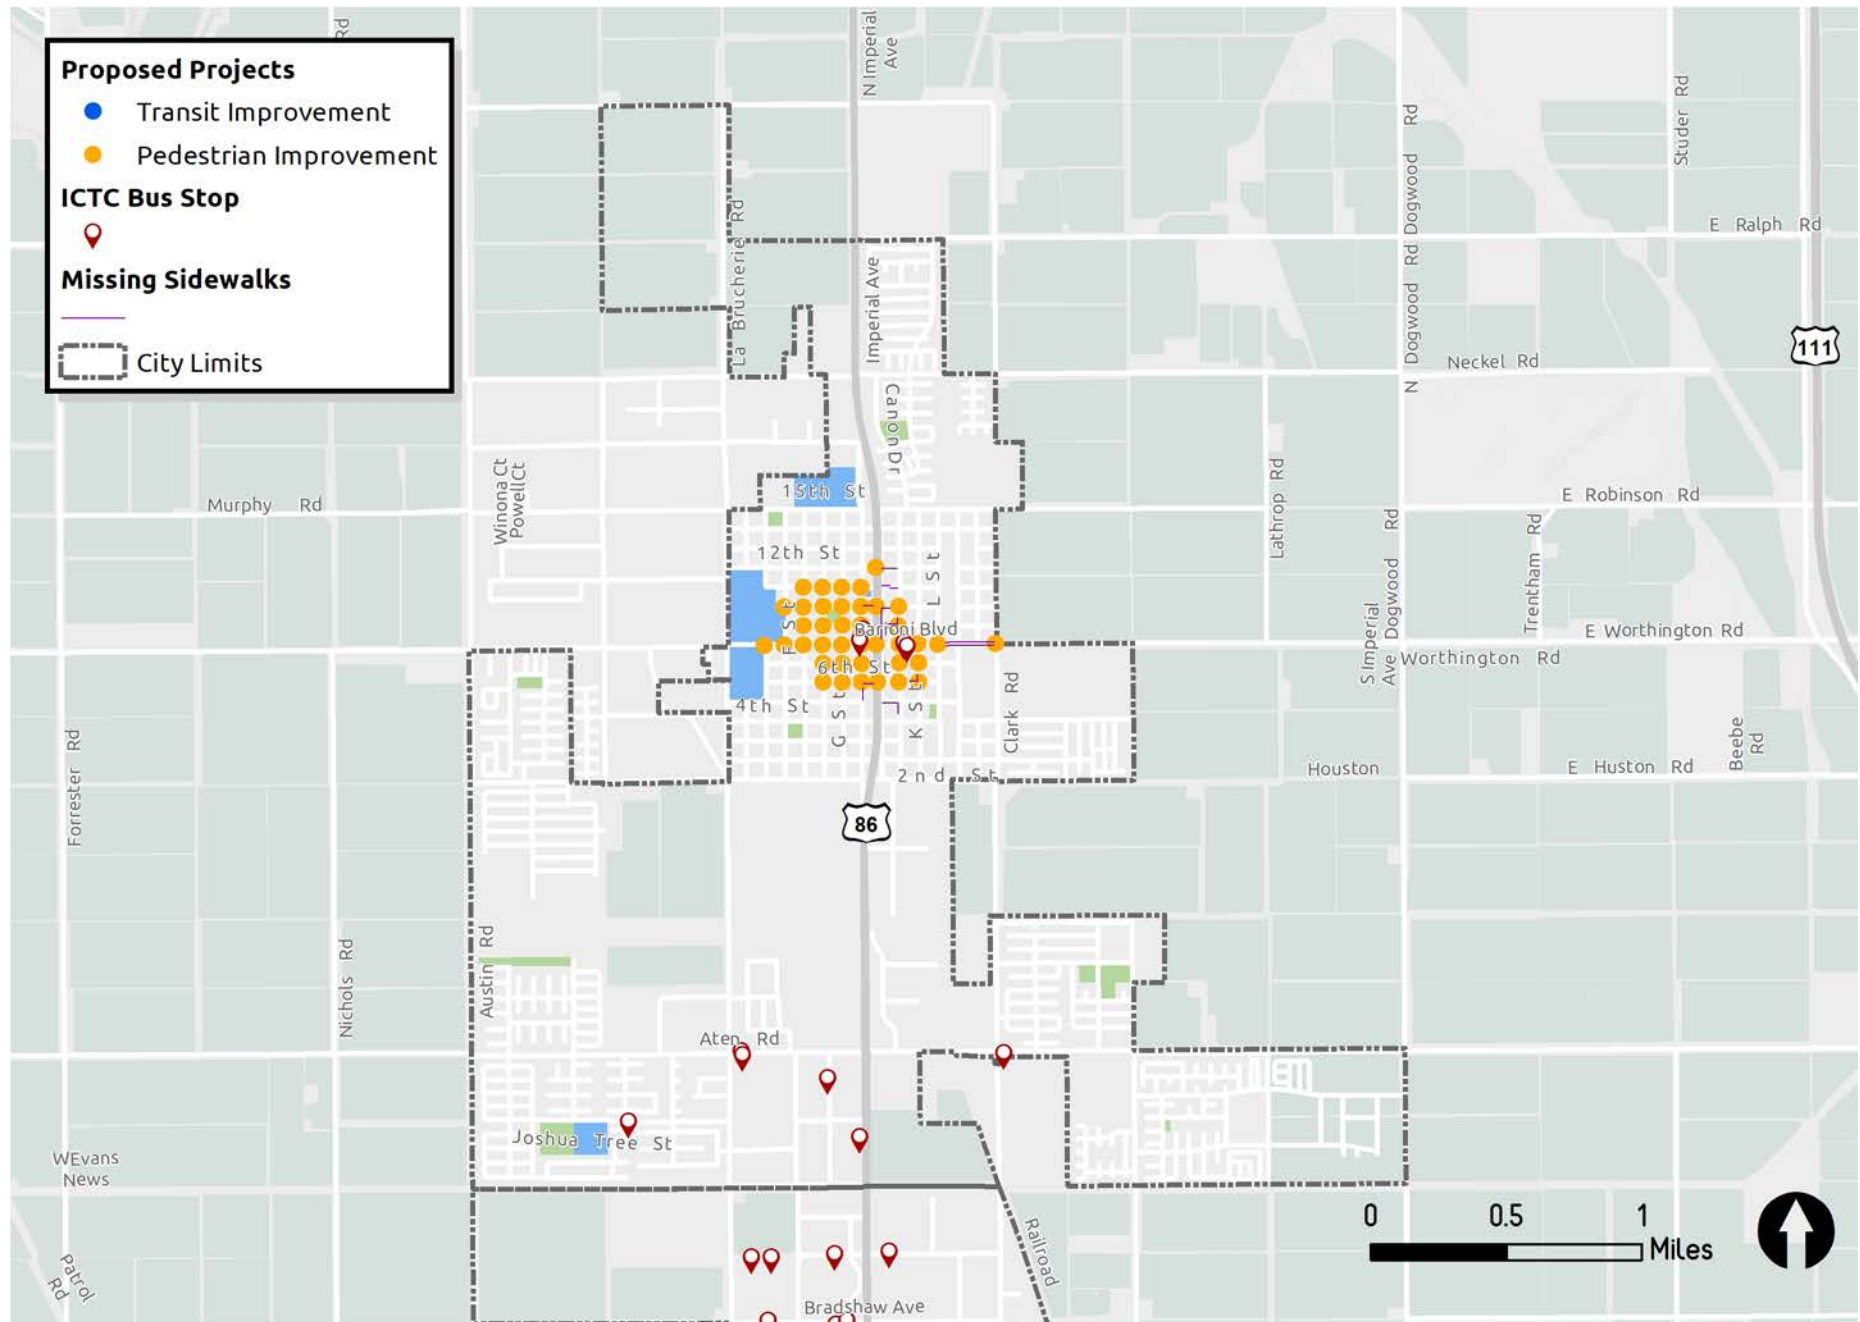 Proposed Projects
Transit Improvement
Pedestrian Improvement
ICTC Bus Stop
Missing Sidewalks
City Limits
Rd
N Imperial
Ave
Rd
N Dogwood Rd Dogwood
Studer Rd
E Ralph Rd
La Brucherie Rd
Imperial Ave
111
Neckel Rd
Canon Dr
Winona Ct
Powell Ct
15th St
Murphy Rd
Lathrop Rd
E Robinson Rd
12th St
L St
F St
Barioni Blvd
S Imperial
Ave Dogwood Rd
Trentham Rd
E Worthington Rd
Worthington Rd
6th St
4th St
G St
K St
Clark Rd
2nd St
Houston
E Huston Rd
Beebe
Rd
Forrester Rd
86
Nichols Rd
Austin Rd
Aten Rd
Joshua Tree St
WEvans
News
Patrol
Rd
Railroad
Bradshaw Ave
0 0.5 1
Miles